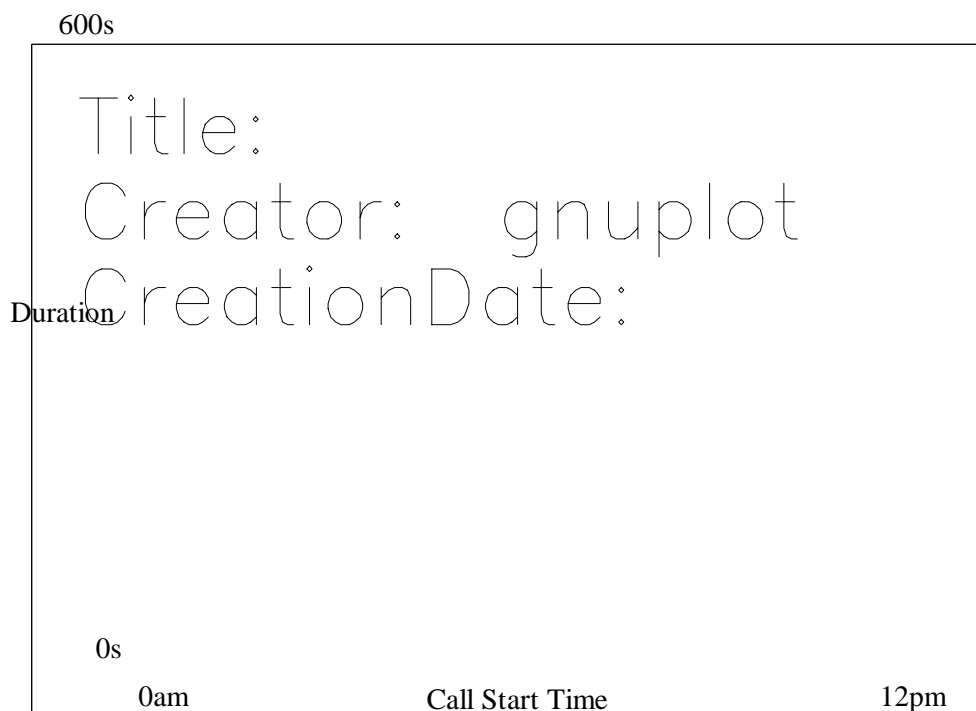 600s
Title:
Creator: gnuplot
CreationDate:
Duration
0s
0am Call Start Time 12pm